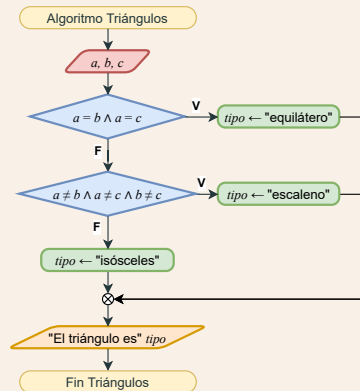 Algoritmo Triángulos
a, b, c
a = b ∧ a = c
V
tipo ← "equilátero"
F
a ≠ b ∧ a ≠ c ∧ b ≠ c
V
tipo ← "escaleno"
F
tipo ← "isósceles"
"El triángulo es" tipo
Fin Triángulos